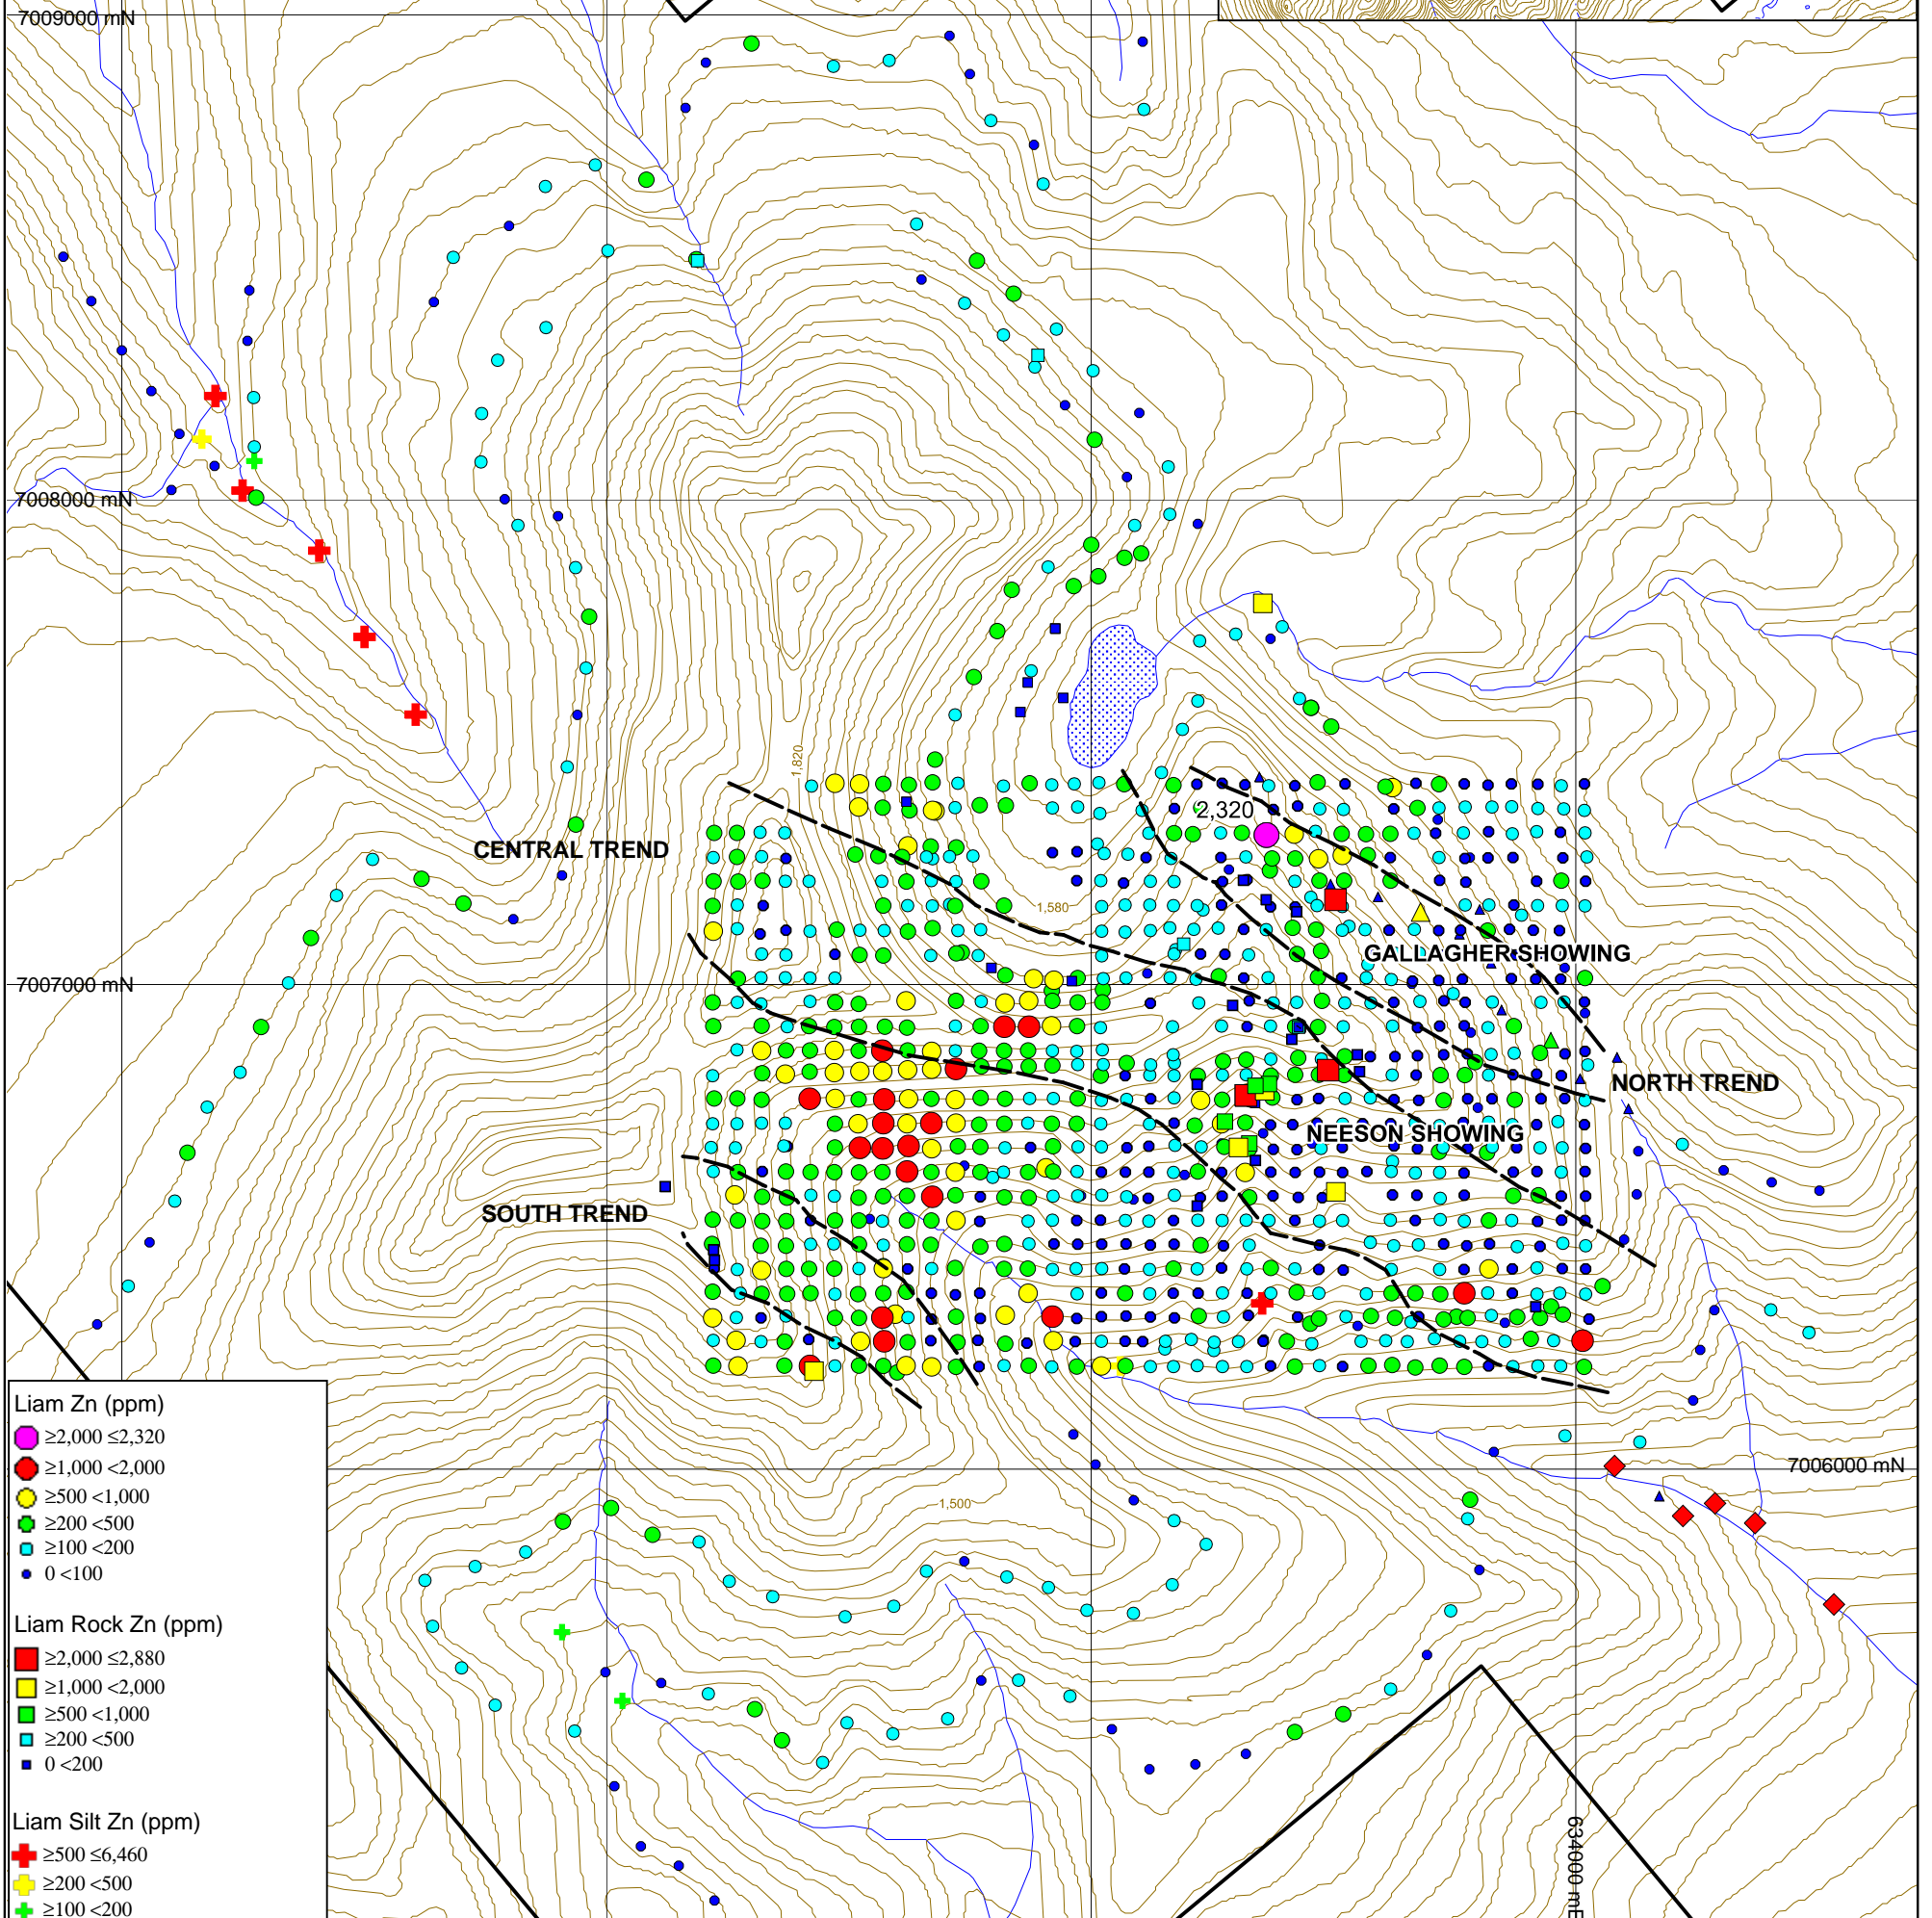 7009000 mN
7008000 mN
1,820
2,320
CENTRAL TREND
1,580
GALLAGHER SHOWING
7007000 mN
NORTH TREND
NEESON SHOWING
SOUTH TREND
7006000 mN
1,500
634000 mE
Liam Zn (ppm)
≥2,000 ≤2,320
≥1,000 <2,000
≥500 <1,000
≥200 <500
≥100 <200
0 <100
Liam Rock Zn (ppm)
≥2,000 ≤2,880
≥1,000 <2,000
≥500 <1,000
≥200 <500
0 <200
Liam Silt Zn (ppm)
≥500 ≤6,460
≥200 <500
≥100 <200